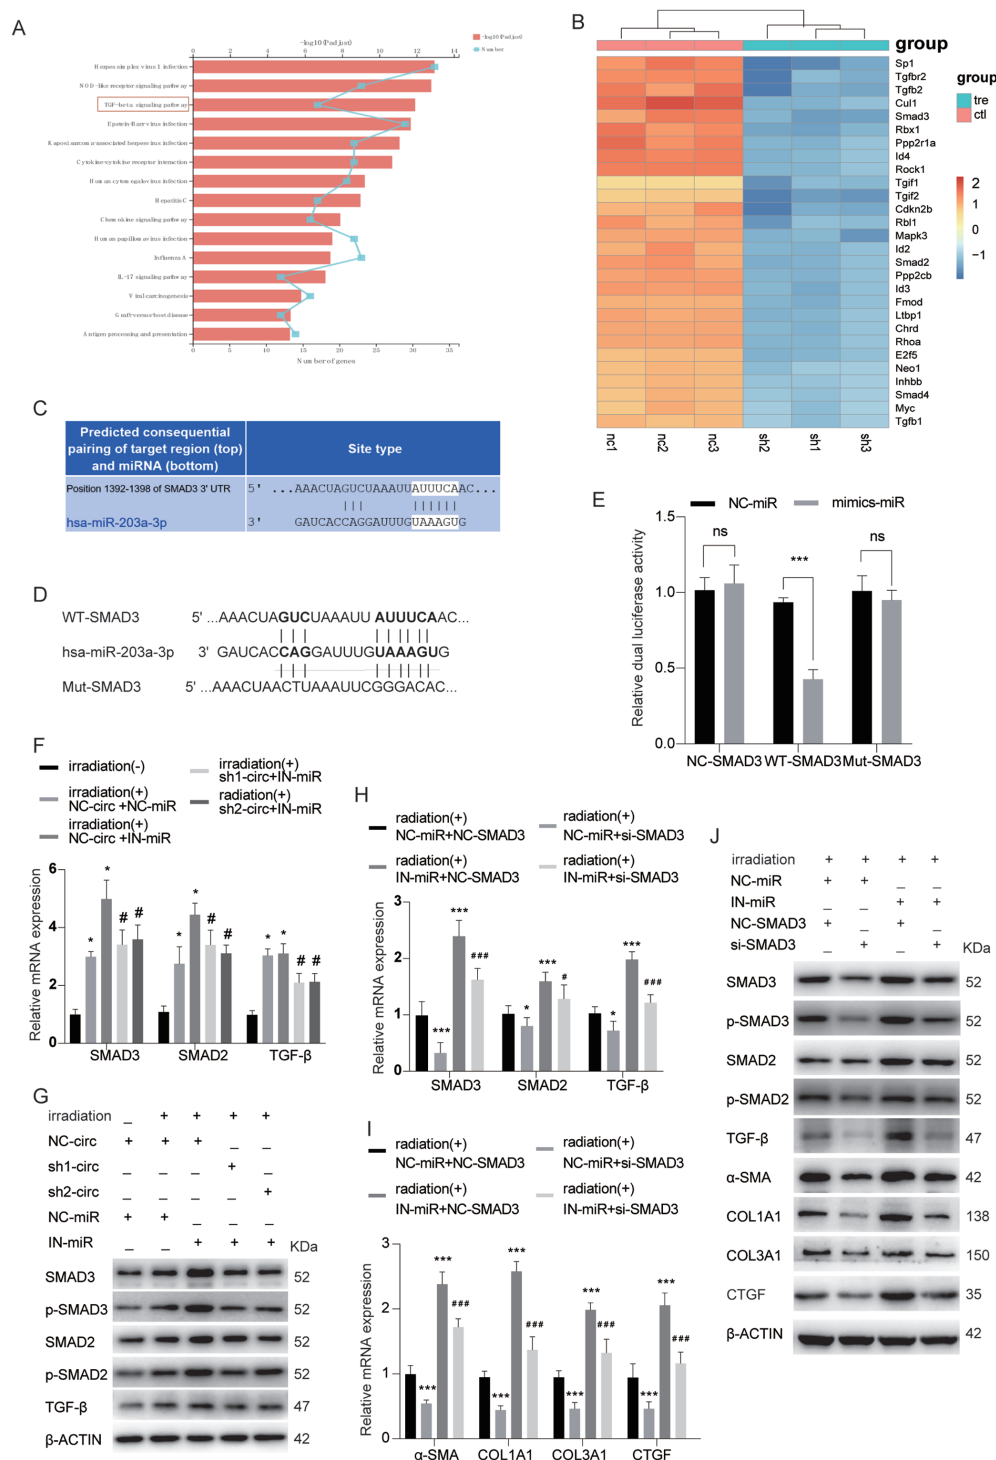 A
-log10(Padjust)
-log10(Padjust)
Number
0 2 4 6 8 10 12 14
Herpes simplex virus 1 infection
NOD-like receptor signaling pathway
TGF-beta signaling pathway
Epstein-Barr virus infection
Kaposi sarcoma-associated herpesvirus infection
Cytokine-cytokine receptor interaction
Human cytomegalovirus infection
Hepatitis C
Chemokine signaling pathway
Human papillomavirus infection
Influenza A
IL-17 signaling pathway
Viral carcinogenesis
Graft-versus-host disease
Antigen processing and presentation
0 5 10 15 20 25 30 35
Number of genes
B
group
Sp1
Tgfbr2
Tgfb2
Cul1
Smad3
Rbx1
Ppp2r1a
Id4
Rock1
Tgif1
Tgif2
Cdkn2b
Rbl1
Mapk3
Id2
Smad2
Ppp2cb
Id3
Fmod
Ltbp1
Chrd
Rhoa
E2f5
Neo1
Inhbb
Smad4
Myc
Tgfb1
nc1 nc2 nc3 sh2 sh1 sh3
group
tre
ctl
2
1
0
−1
C
Predicted consequential pairing of target region (top) and miRNA (bottom)
Site type
Position 1392-1398 of SMAD3 3' UTR 5' ...AAACUAGUCUAAAUUAUUUCAAC...
hsa-miR-203a-3p 3' GAUCACCAGGAUUUGUAAAGUG
D
WT-SMAD3 5' ...AAACUAGUCUAAAUU AUUUCAAC...
hsa-miR-203a-3p 3' GAUCACCAGGAUUUGUAAAGUG
Mut-SMAD3 5' ...AAACUAACUAAAUUCGGGACAC...
E
NC-miR mimics-miR
Relative dual luciferase activity
1.5
1.0
0.5
0.0
ns *** ns
NC-SMAD3 WT-SMAD3 Mut-SMAD3
F
irradiation(-)
irradiation(+)
NC-circ +NC-miR
irradiation(+)
NC-circ +IN-miR
irradiation(+)
sh1-circ+IN-miR
radiation(+)
sh2-circ+IN-miR
Relative mRNA expression
6
4
2
0
* * # #
* * # #
* * # #
SMAD3 SMAD2 TGF-β
G
irradiation _ + + + +
NC-circ + + + _ _
sh1-circ _ _ _ + _
sh2-circ _ _ _ _ +
NC-miR + + _ _ _
IN-miR _ _ + + +
KDa
SMAD3 52
p-SMAD3 52
SMAD2 52
p-SMAD2 52
TGF-β 47
β-ACTIN 42
H
radiation(+)
NC-miR+NC-SMAD3
radiation(+)
NC-miR+si-SMAD3
radiation(+)
IN-miR+NC-SMAD3
radiation(+)
IN-miR+si-SMAD3
Relative mRNA expression
3
2
1
0
*** *** ###
* *** #
* *** ###
SMAD3 SMAD2 TGF-β
I
radiation(+)
NC-miR+NC-SMAD3
radiation(+)
NC-miR+si-SMAD3
radiation(+)
IN-miR+NC-SMAD3
radiation(+)
IN-miR+si-SMAD3
Relative mRNA expression
3
2
1
0
*** *** ###
*** *** ###
*** *** ###
*** *** ###
α-SMA COL1A1 COL3A1 CTGF
J
irradiation + + + +
NC-miR + + _ _
IN-miR _ _ + +
NC-SMAD3 + _ + _
si-SMAD3 _ + _ +
KDa
SMAD3 52
p-SMAD3 52
SMAD2 52
p-SMAD2 52
TGF-β 47
α-SMA 42
COL1A1 138
COL3A1 150
CTGF 35
β-ACTIN 42